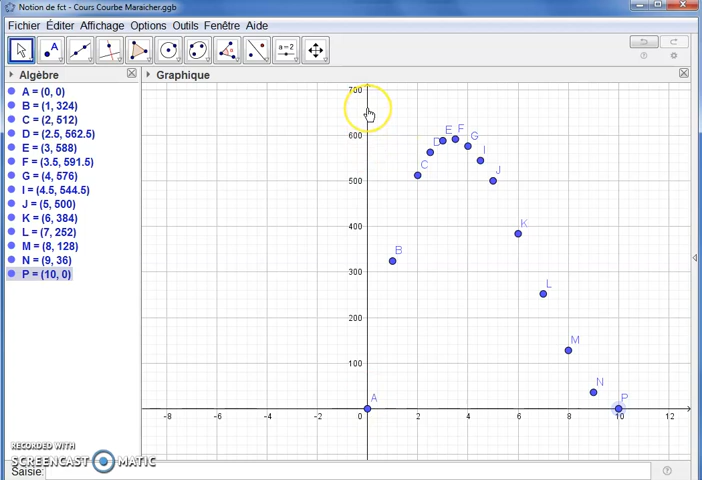 Notion de fct - Cours Courbe Maraicher.ggb
Fichier Éditer Affichage Options Outils Fenêtre Aide
A
a=2
Algèbre
Graphique
A = (0, 0)
B = (1, 324)
C = (2, 512)
D = (2.5, 562.5)
E = (3, 588)
F = (3.5, 591.5)
G = (4, 576)
I = (4.5, 544.5)
J = (5, 500)
K = (6, 384)
L = (7, 252)
M = (8, 128)
N = (9, 36)
P = (10, 0)
700
600
500
400
300
200
100
0
-8 -6 -4 -2 0 2 4 6 8 10 12
A
B
C
D
E
F
G
I
J
K
L
M
N
P
RECORDED WITH
SCREENCAST MATIC
Saisie: